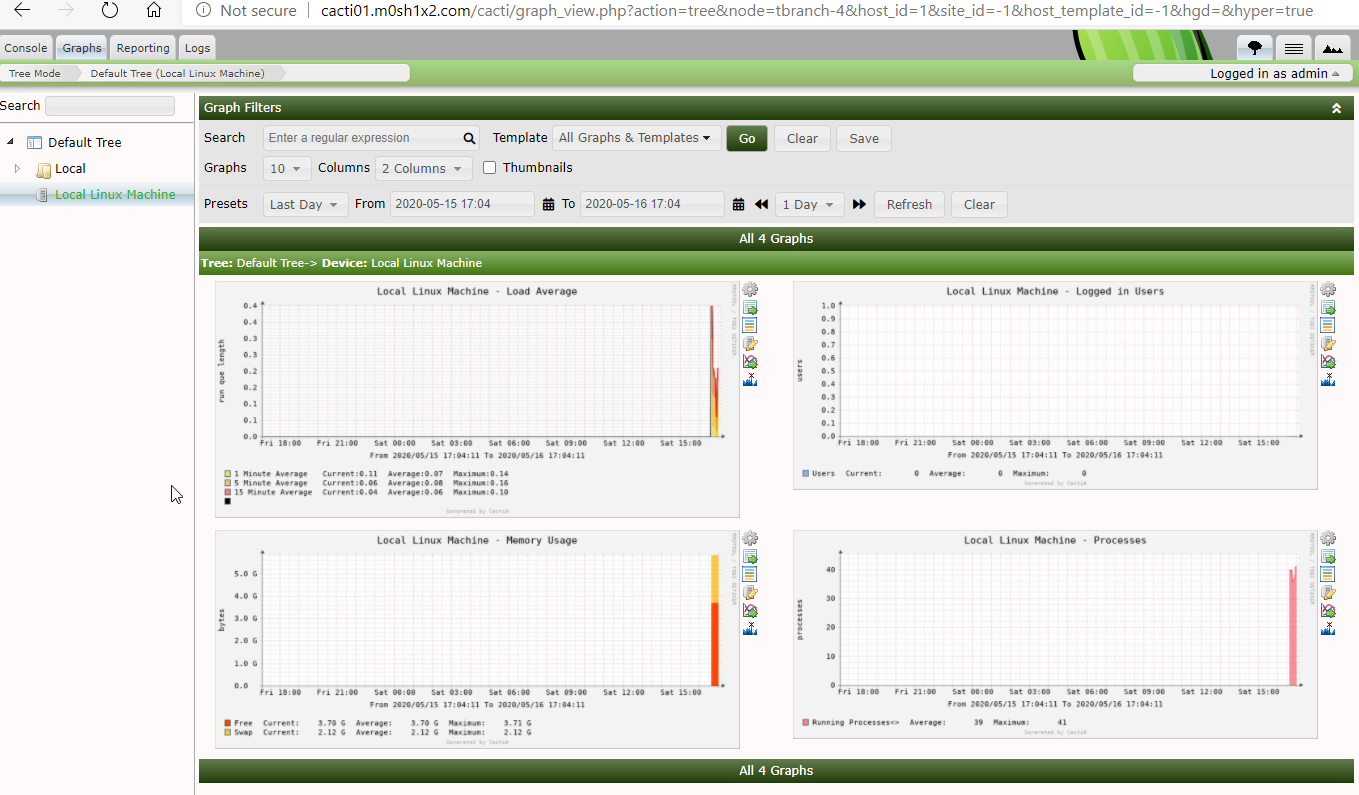 Not secure | cacti01.m0sh1x2.com/cacti/graph_view.php?action=tree&node=tbranch-4&host_id=1&site_id=-1&host_template_id=-1&hgd=&hyper=true
Console Graphs Reporting Logs
Tree Mode Default Tree (Local Linux Machine) Logged in as admin
Search
Default Tree
Local
Local Linux Machine
Graph Filters
Search Enter a regular expression Template All Graphs & Templates Go Clear Save
Graphs 10 Columns 2 Columns Thumbnails
Presets Last Day From 2020-05-15 17:04 To 2020-05-16 17:04 1 Day Refresh Clear
All 4 Graphs
Tree: Default Tree-> Device: Local Linux Machine
Local Linux Machine - Load Average
run que length
0.4
0.4
0.3
0.3
0.2
0.2
0.1
0.1
0.0
Fri 18:00 Fri 21:00 Sat 00:00 Sat 03:00 Sat 06:00 Sat 09:00 Sat 12:00 Sat 15:00
From 2020/05/15 17:04:11 To 2020/05/16 17:04:11
1 Minute Average Current:0.11 Average:0.07 Maximum:0.14
5 Minute Average Current:0.06 Average:0.08 Maximum:0.16
15 Minute Average Current:0.04 Average:0.06 Maximum:0.10
Generated by Cacti®
RRDTOOL / TOBI OETIKER
Local Linux Machine - Logged in Users
users
1.0
0.9
0.8
0.7
0.6
0.5
0.4
0.3
0.2
0.1
0.0
Fri 18:00 Fri 21:00 Sat 00:00 Sat 03:00 Sat 06:00 Sat 09:00 Sat 12:00 Sat 15:00
From 2020/05/15 17:04:11 To 2020/05/16 17:04:11
Users Current: 0 Average: 0 Maximum: 0
Generated by Cacti®
RRDTOOL / TOBI OETIKER
Local Linux Machine - Memory Usage
bytes
5.0 G
4.0 G
3.0 G
2.0 G
1.0 G
0.0
Fri 18:00 Fri 21:00 Sat 00:00 Sat 03:00 Sat 06:00 Sat 09:00 Sat 12:00 Sat 15:00
From 2020/05/15 17:04:11 To 2020/05/16 17:04:11
Free Current: 3.70 G Average: 3.70 G Maximum: 3.71 G
Swap Current: 2.12 G Average: 2.12 G Maximum: 2.12 G
Generated by Cacti®
RRDTOOL / TOBI OETIKER
Local Linux Machine - Processes
processes
40
30
20
10
0
Fri 18:00 Fri 21:00 Sat 00:00 Sat 03:00 Sat 06:00 Sat 09:00 Sat 12:00 Sat 15:00
From 2020/05/15 17:04:11 To 2020/05/16 17:04:11
Running Processes<> Average: 39 Maximum: 41
Generated by Cacti®
RRDTOOL / TOBI OETIKER
All 4 Graphs